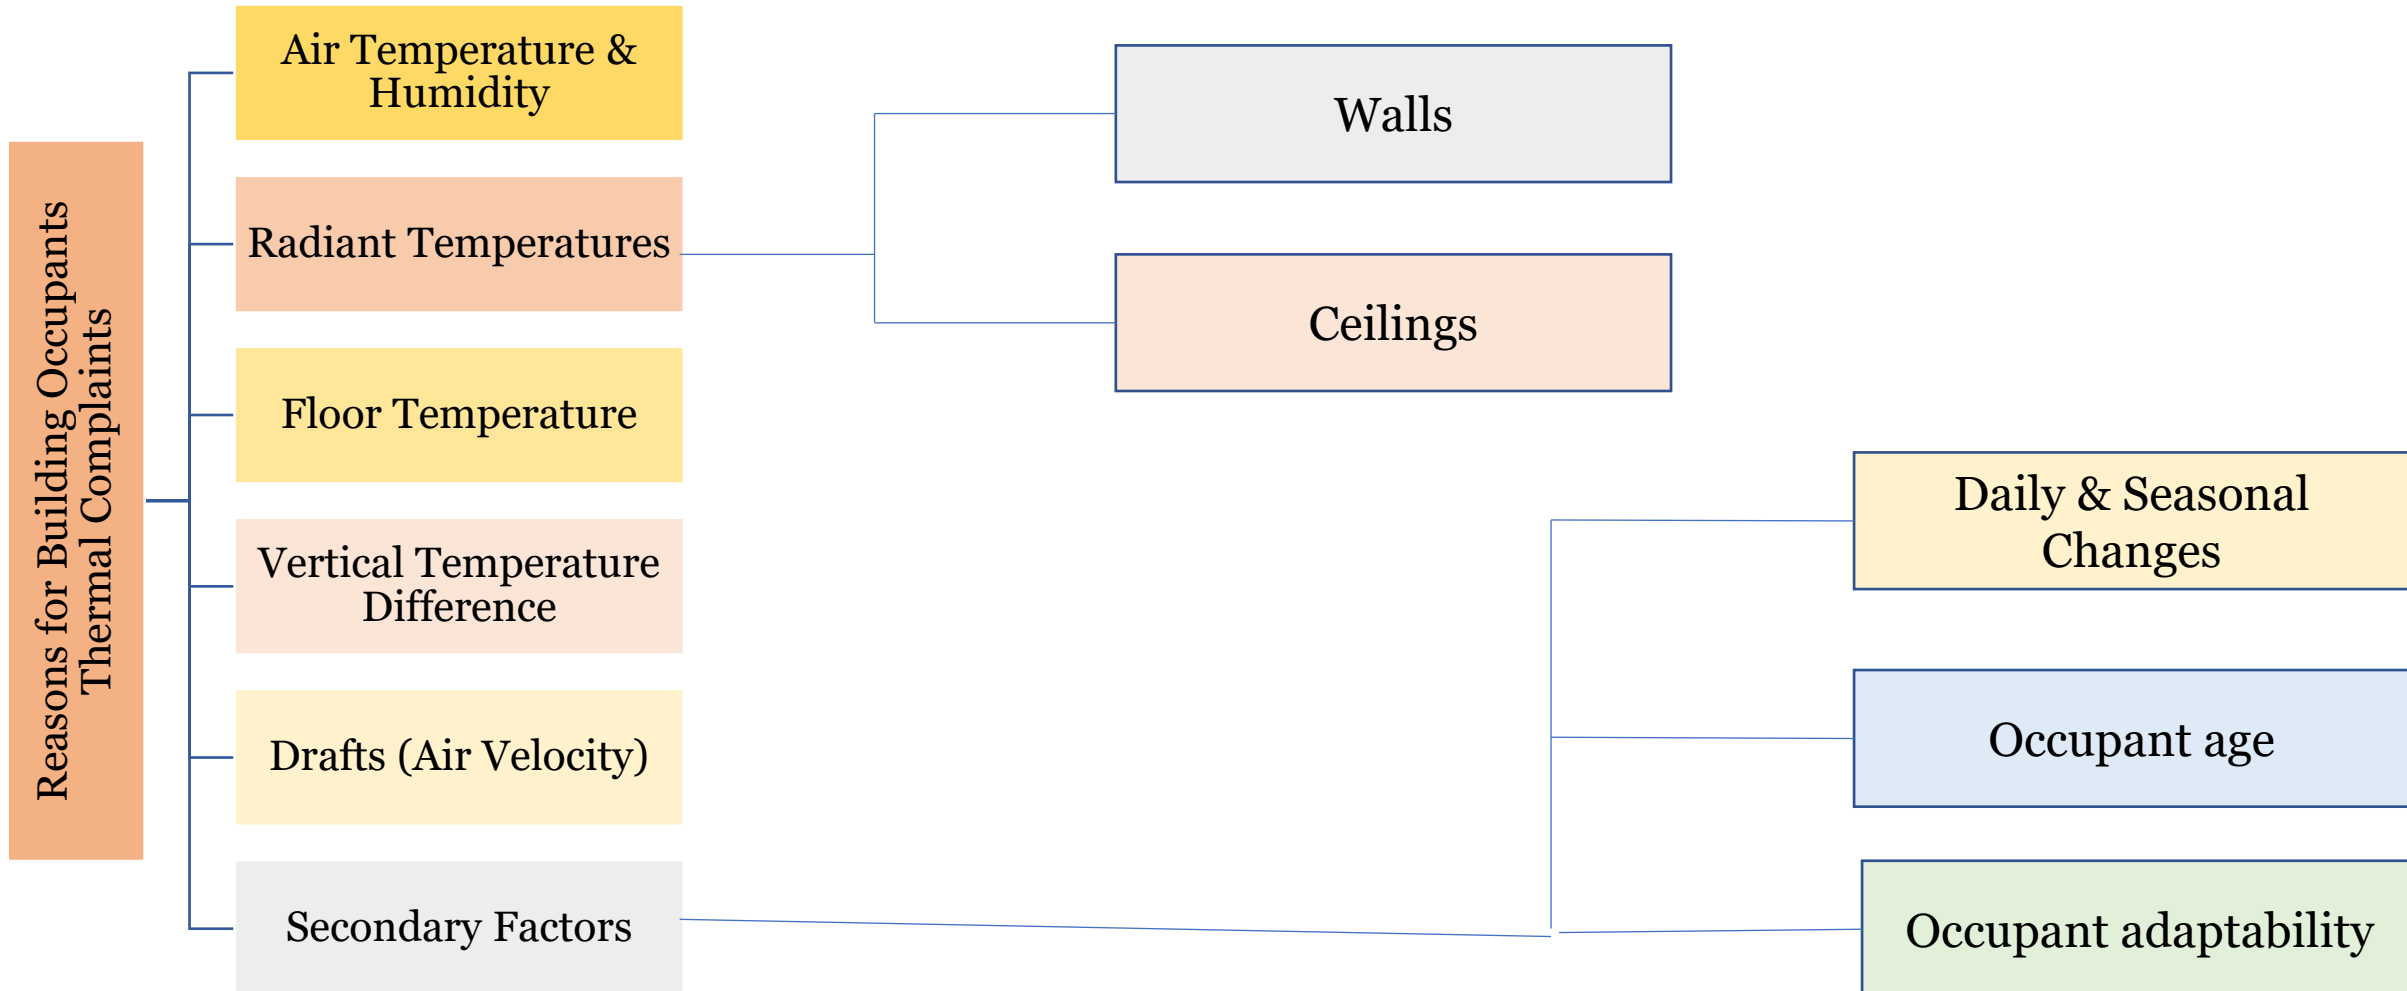 Reasons for Building Occupants
Thermal Complaints
Air Temperature &
Humidity
Radiant Temperatures
Floor Temperature
Vertical Temperature
Difference
Drafts (Air Velocity)
Secondary Factors
Walls
Ceilings
Daily & Seasonal
Changes
Occupant age
Occupant adaptability